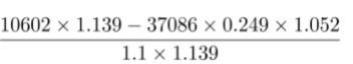 10602 × 1.139 − 37086 × 0.249 × 1.052
1.1 × 1.139